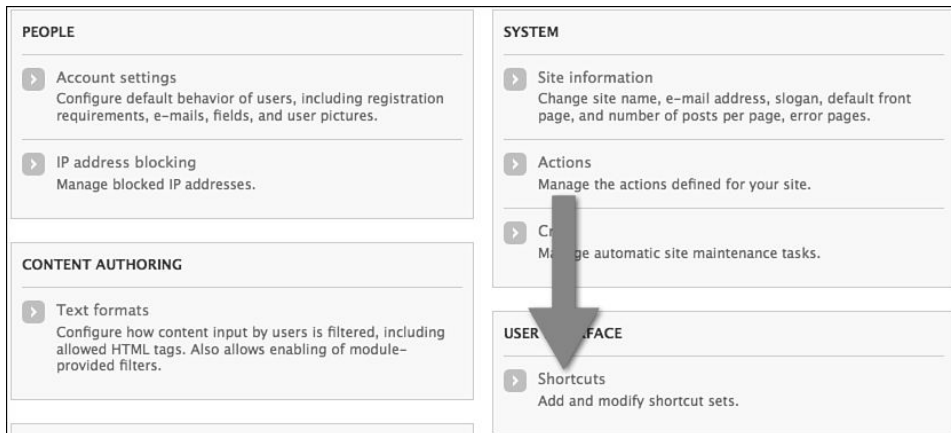 PEOPLE
Account settings
Configure default behavior of users, including registration
requirements, e-mails, fields, and user pictures.
IP address blocking
Manage blocked IP addresses.
CONTENT AUTHORING
Text formats
Configure how content input by users is filtered, including
allowed HTML tags. Also allows enabling of module-
provided filters.
SYSTEM
Site information
Change site name, e-mail address, slogan, default front
page, and number of posts per page, error pages.
Actions
Manage the actions defined for your site.
automatic site maintenance tasks.
USER
Shortcuts
Add and modify shortcut sets.